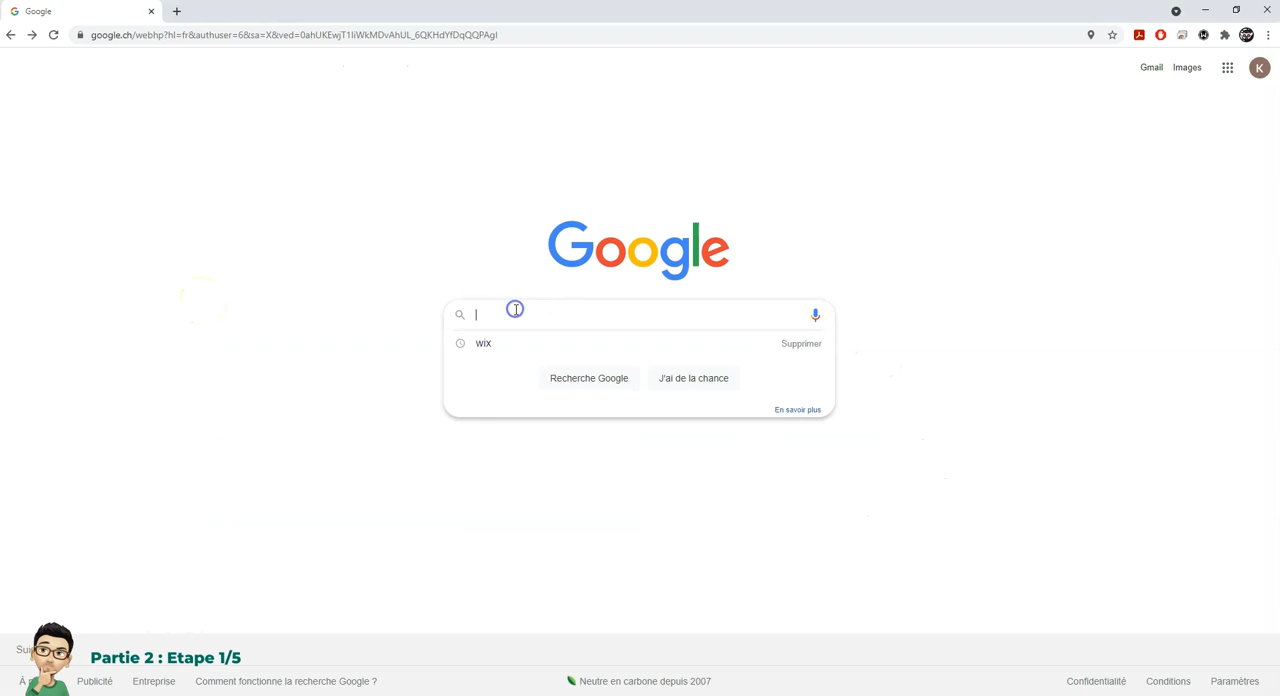 Google
google.ch/webhp?hl=fr&authuser=6&sa=X&ved=0ahUKEwjT1IiWkMDvAhUL_6QKHdYfDqQQPAgI
Gmail Images
K
Google
wix Supprimer
Recherche Google J'ai de la chance
En savoir plus
Partie 2 : Etape 1/5
Publicité Entreprise Comment fonctionne la recherche Google ? Neutre en carbone depuis 2007 Confidentialité Conditions Paramètres